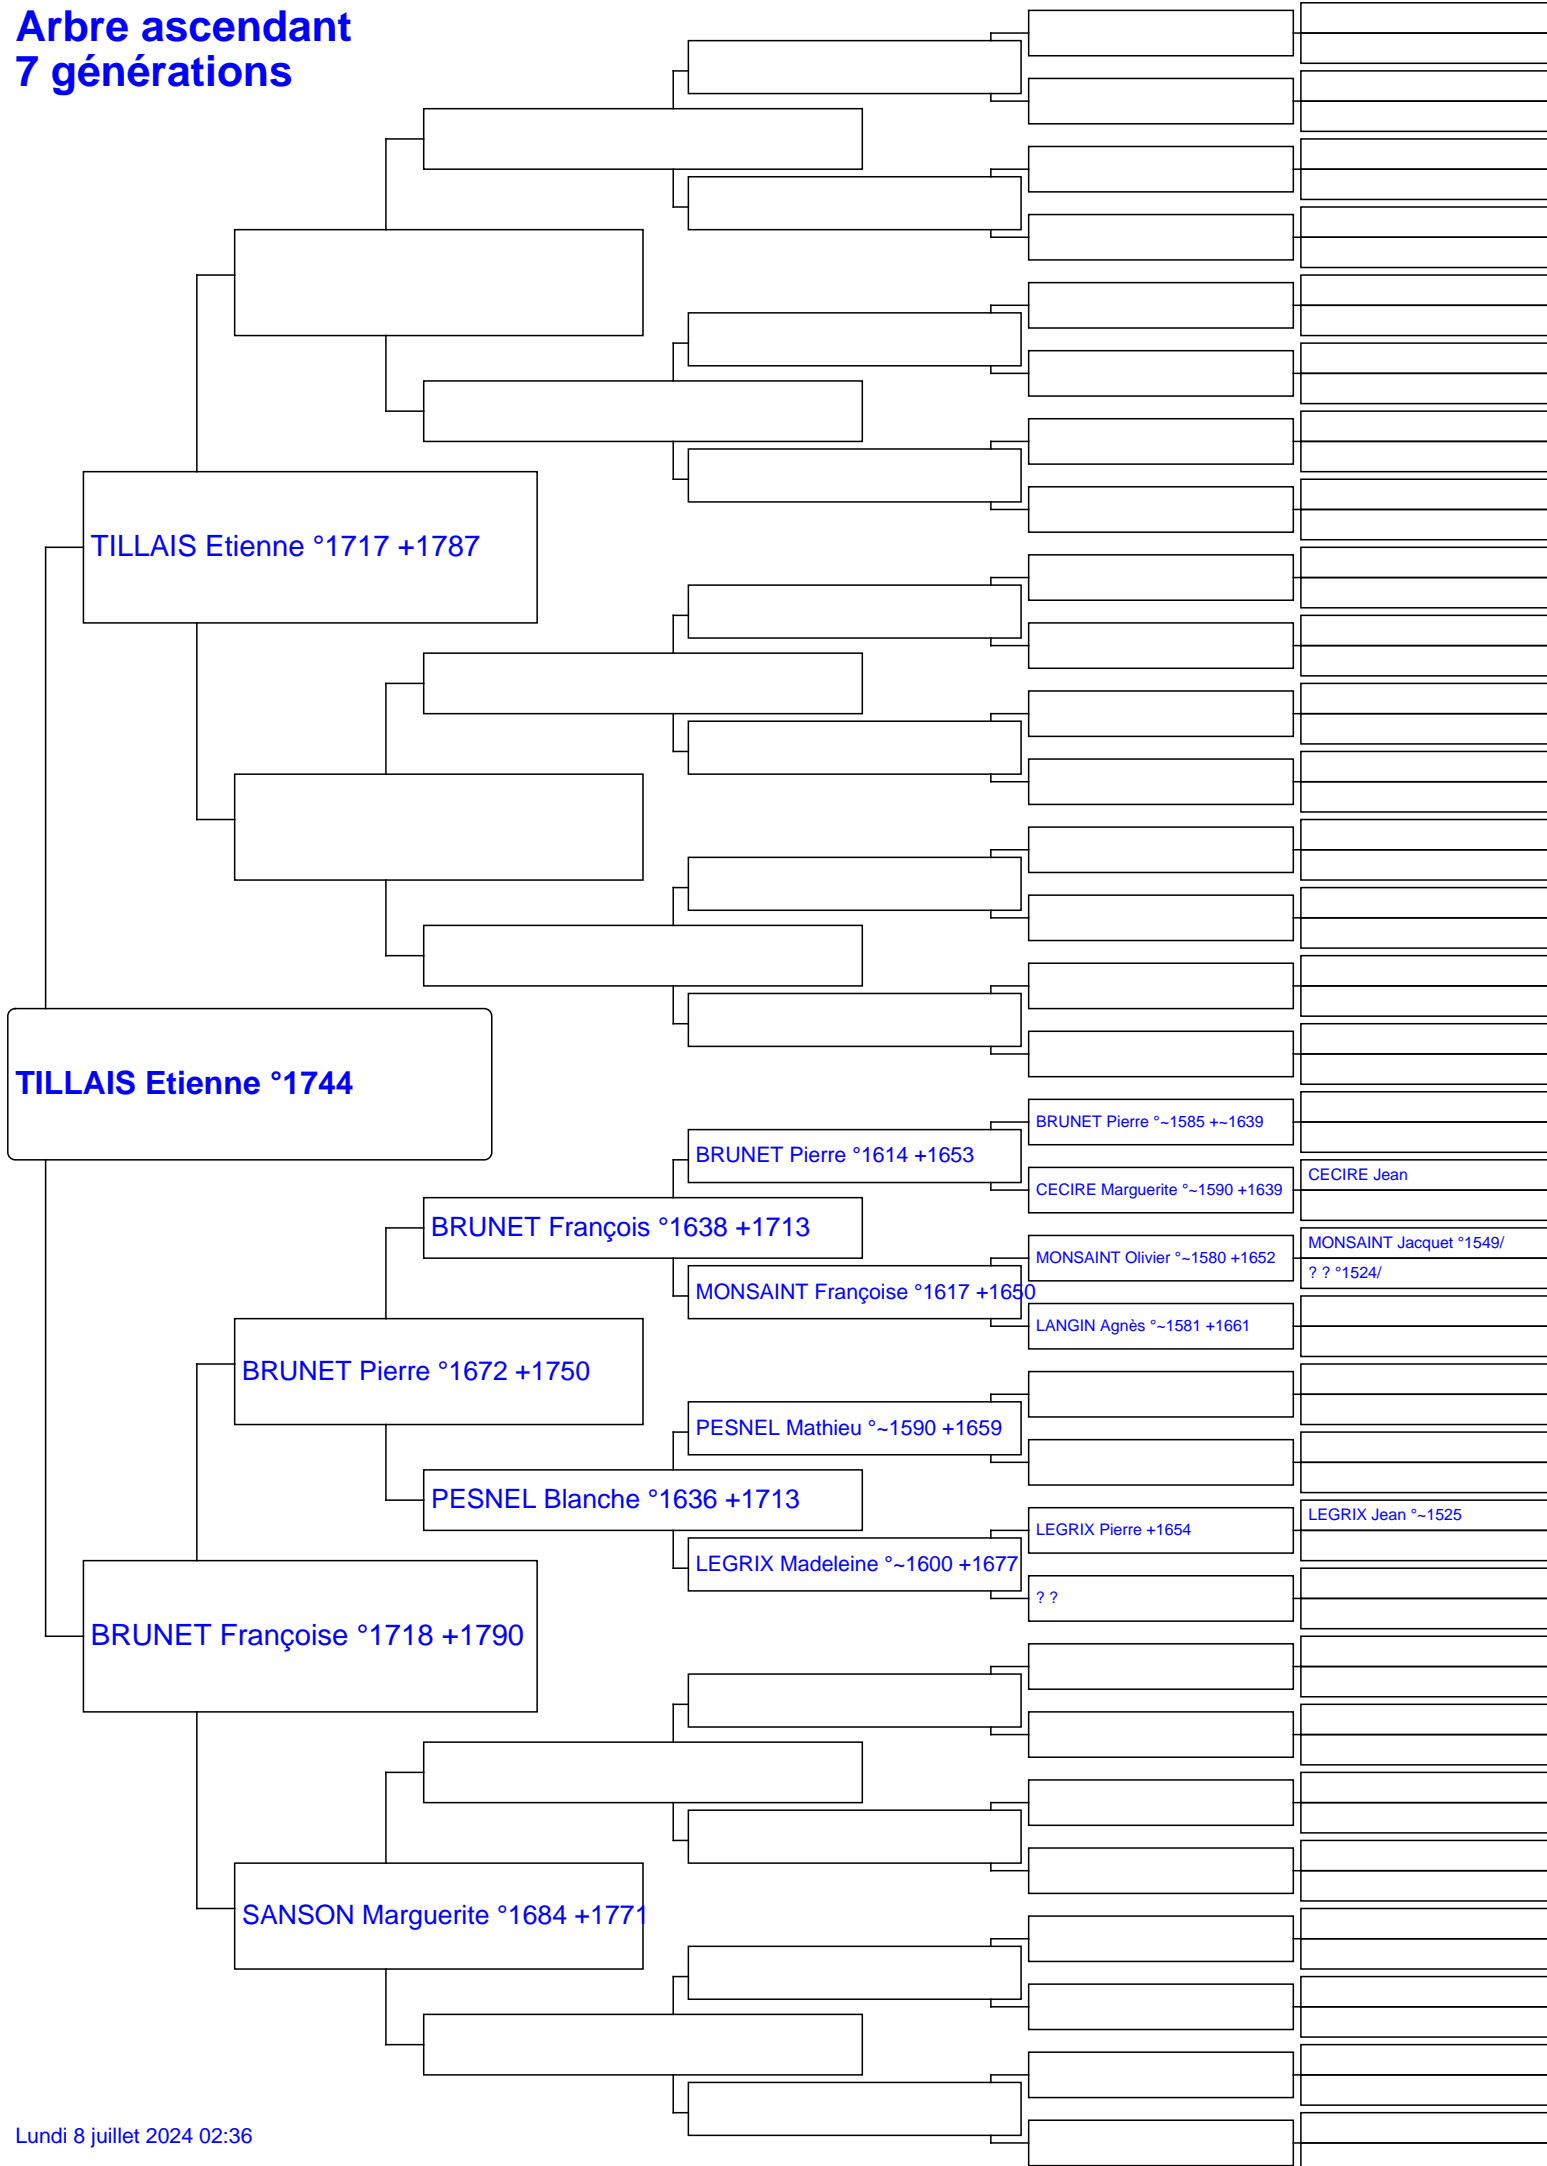 Arbre ascendant
7 générations
TILLAIS Etienne °1717 +1787
TILLAIS Etienne °1744
BRUNET Pierre °~1585 +~1639
BRUNET Pierre °1614 +1653
CECIRE Jean
CECIRE Marguerite °~1590 +1639
BRUNET François °1638 +1713
MONSAINT Jacquet °1549/
MONSAINT Olivier °~1580 +1652
? ? °1524/
MONSAINT Françoise °1617 +1650
LANGIN Agnès °~1581 +1661
BRUNET Pierre °1672 +1750
PESNEL Mathieu °~1590 +1659
PESNEL Blanche °1636 +1713
LEGRIX Jean °~1525
LEGRIX Pierre +1654
LEGRIX Madeleine °~1600 +1677
? ?
BRUNET Françoise °1718 +1790
SANSON Marguerite °1684 +1771
Lundi 8 juillet 2024 02:36